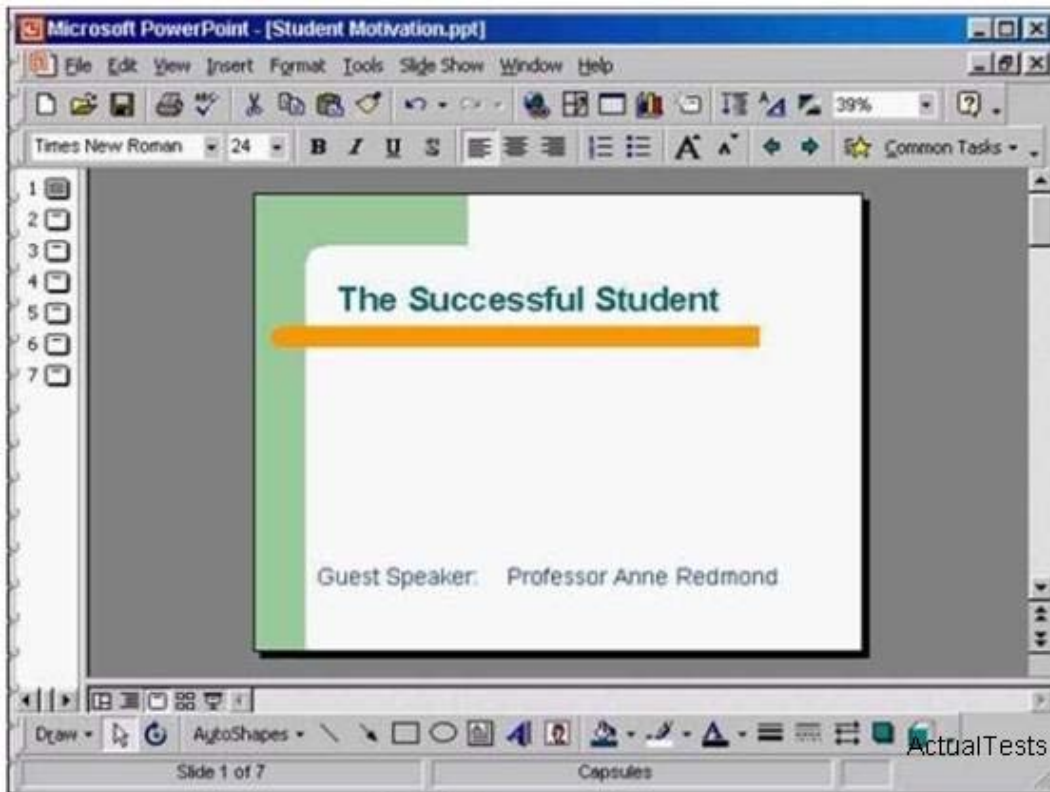 Microsoft PowerPoint - [Student Motivation.ppt]
File Edit View Insert Format Tools Slide Show Window Help
39%
Times New Roman 24 B I U S A A Common Tasks
1
2
3
4
5
6
7
The Successful Student
Guest Speaker: Professor Anne Redmond
Draw AutoShapes A A
ActualTests
Slide 1 of 7 Capsules